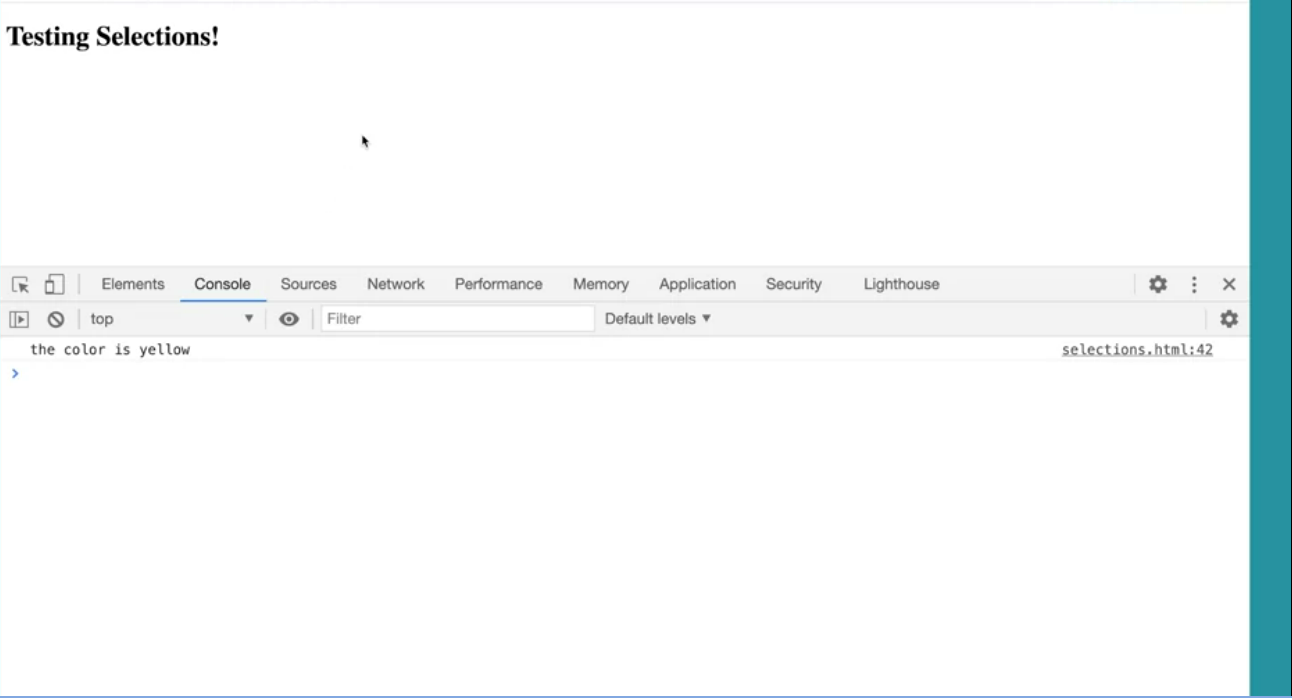 Testing Selections!
Elements Console Sources Network Performance Memory Application Security Lighthouse
top Filter Default levels
the color is yellow selections.html:42